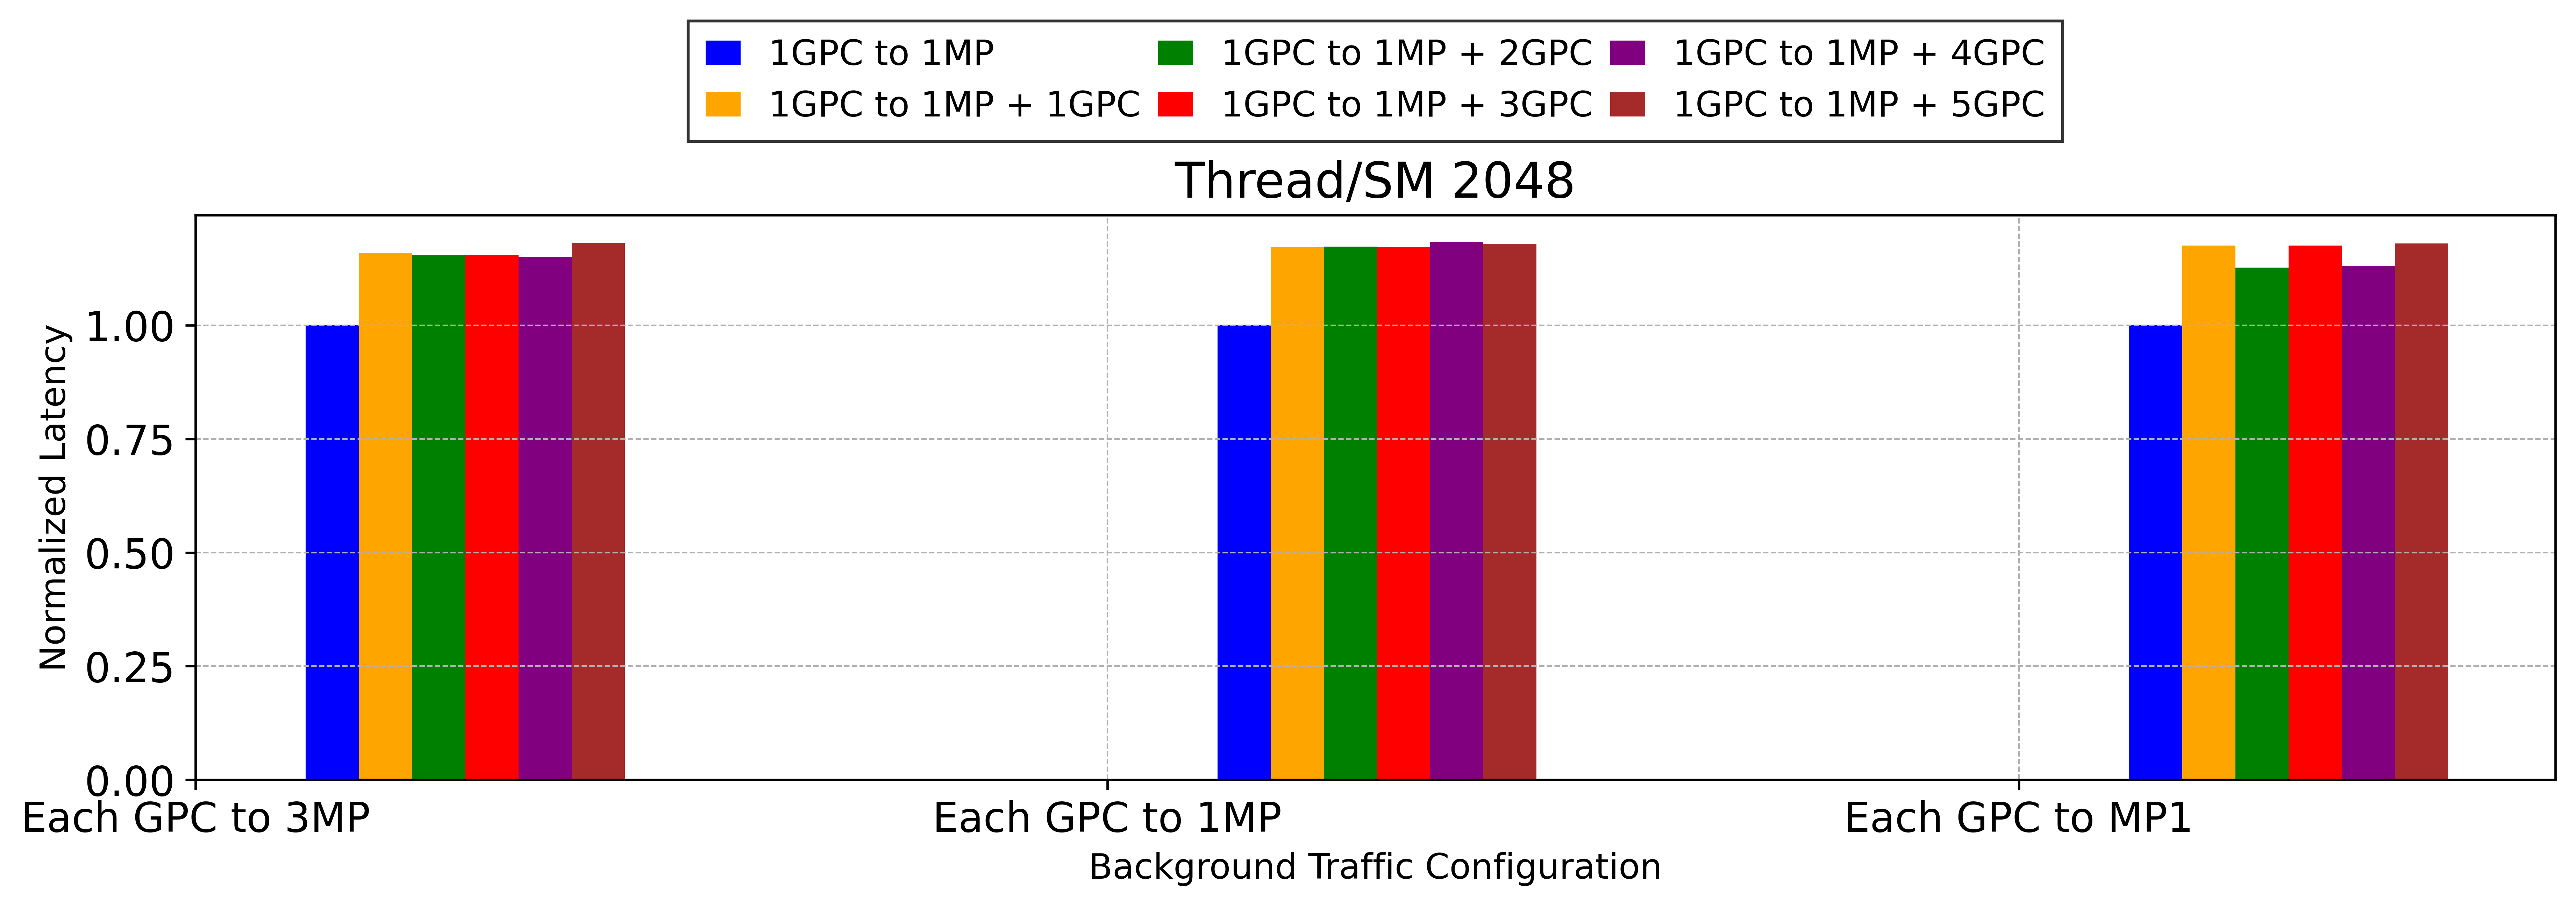 1GPC to 1MP
1GPC to 1MP + 1GPC
1GPC to 1MP + 2GPC
1GPC to 1MP + 3GPC
1GPC to 1MP + 4GPC
1GPC to 1MP + 5GPC
Thread/SM 2048
Normalized Latency
1.00
0.75
0.50
0.25
0.00
Each GPC to 3MP
Each GPC to 1MP
Each GPC to MP1
Background Traffic Configuration